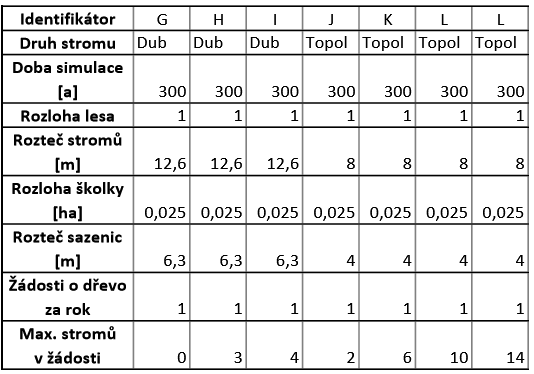 Identifikátor G H I J K L L
Druh stromu Dub Dub Dub Topol Topol Topol Topol
Doba simulace
[a] 300 300 300 300 300 300 300
Rozloha lesa 1 1 1 1 1 1 1
Rozteč stromů
[m] 12,6 12,6 12,6 8 8 8 8
Rozloha školky
[ha] 0,025 0,025 0,025 0,025 0,025 0,025 0,025
Rozteč sazenic
[m] 6,3 6,3 6,3 4 4 4 4
Žádosti o dřevo
za rok 1 1 1 1 1 1 1
Max. stromů
v žádosti 0 3 4 2 6 10 14